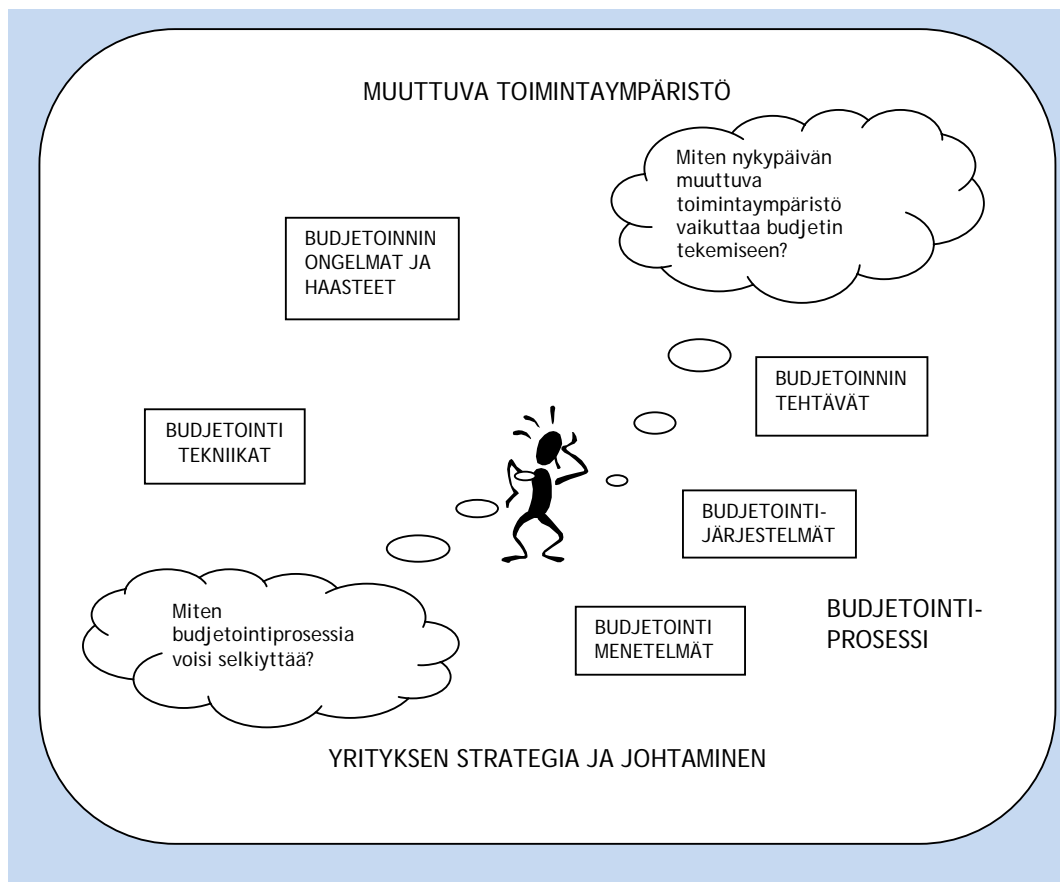 MUUTTUVA TOIMINTAYMPÄRISTÖ
Miten nykypäivän
muuttuva
toimintaympäristö
vaikuttaa budjetin
tekemiseen?
BUDJETOINNIN
ONGELMAT JA
HAASTEET
BUDJETOINNIN
TEHTÄVÄT
BUDJETOINTI
TEKNIIKAT
BUDJETOINTI-
JÄRJESTELMÄT
Miten
budjetointiprosessia
voisi selkiyttää?
BUDJETOINTI
MENETELMÄT
BUDJETOINTI-
PROSESSI
YRITYKSEN STRATEGIA JA JOHTAMINEN